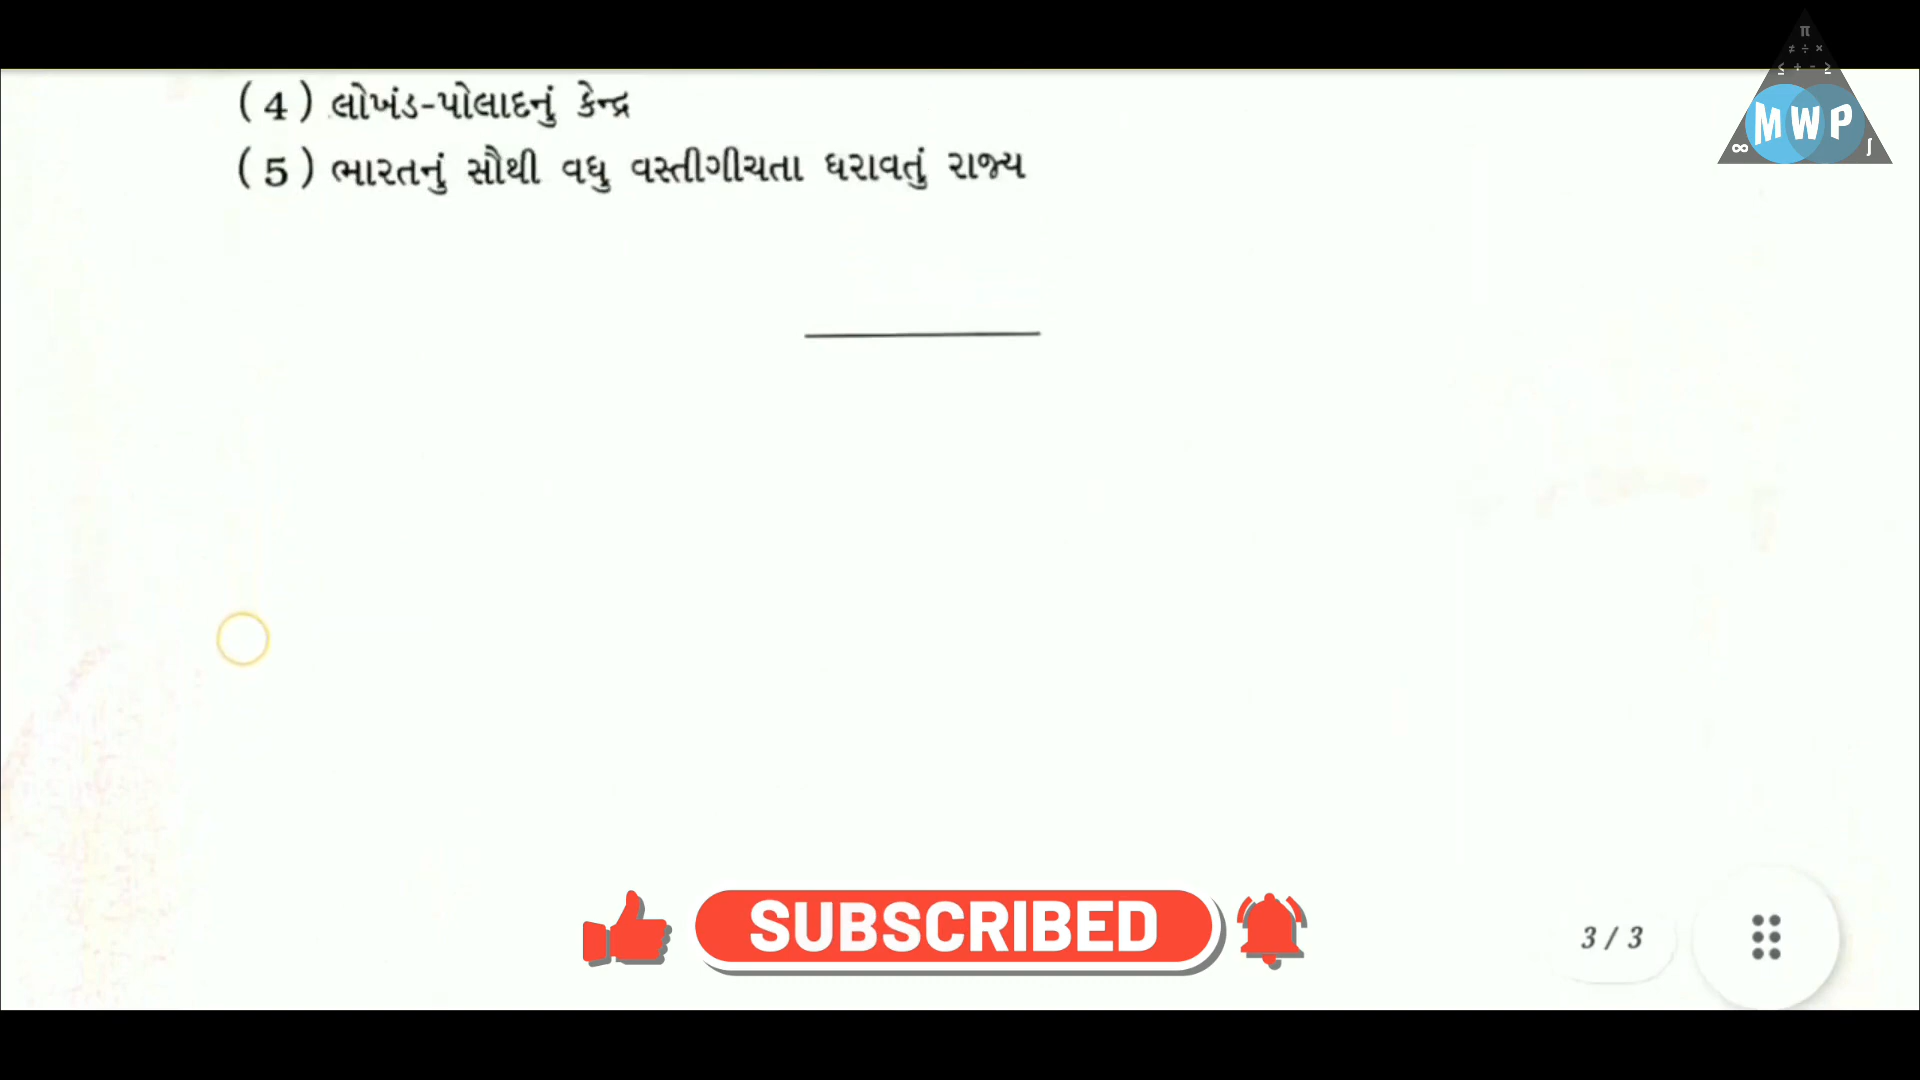 π
≠ ÷ ×
≤ + - ≥
MWP
∞ ∫
( 4 ) લોખંડ-પોલાદનું કેન્દ્ર
( 5 ) ભારતનું સૌથી વધુ વસ્તીગીચતા ધરાવતું રાજ્ય
SUBSCRIBED
3 / 3